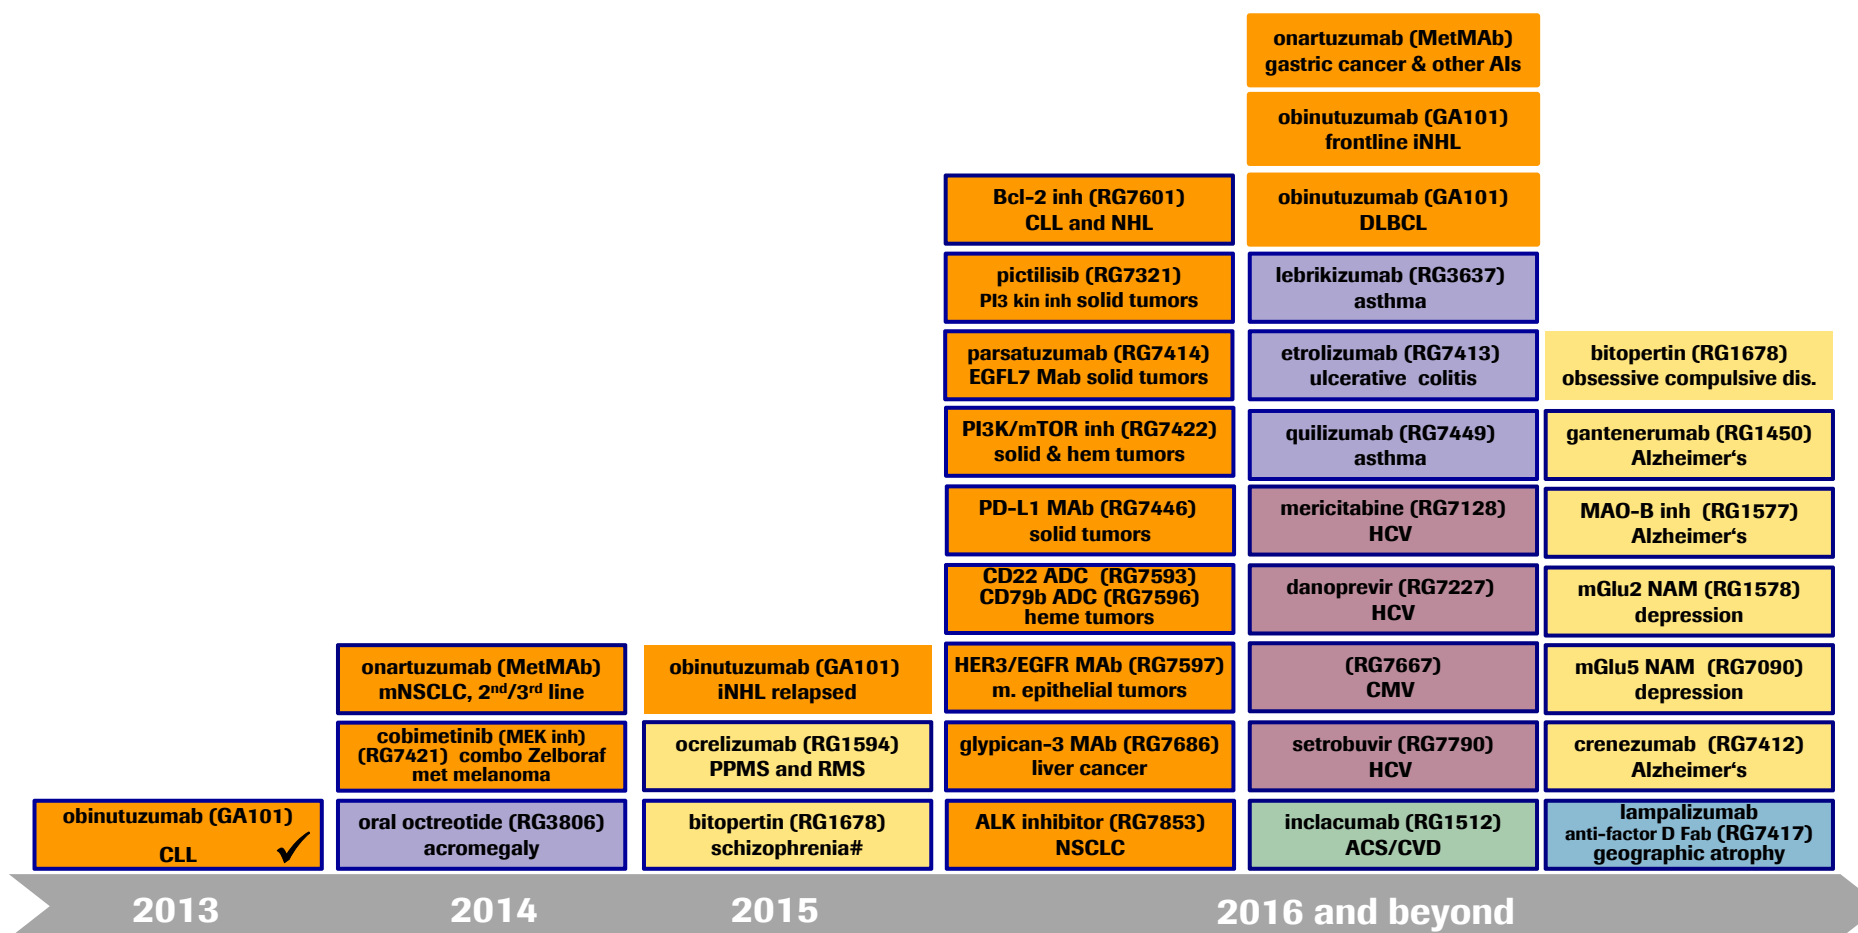 onartuzumab (MetMAb)
gastric cancer & other AIs
obinutuzumab (GA101)
frontline iNHL
Bcl-2 inh (RG7601)
CLL and NHL
obinutuzumab (GA101)
DLBCL
pictilisib (RG7321)
PI3 kin inh solid tumors
lebrikizumab (RG3637)
asthma
parsatuzumab (RG7414)
EGFL7 Mab solid tumors
etrolizumab (RG7413)
ulcerative colitis
bitopertin (RG1678)
obsessive compulsive dis.
PI3K/mTOR inh (RG7422)
solid & hem tumors
quilizumab (RG7449)
asthma
gantenerumab (RG1450)
Alzheimer‘s
PD-L1 MAb (RG7446)
solid tumors
mericitabine (RG7128)
HCV
MAO-B inh (RG1577)
Alzheimer‘s
CD22 ADC (RG7593)
CD79b ADC (RG7596)
heme tumors
danoprevir (RG7227)
HCV
mGlu2 NAM (RG1578)
depression
onartuzumab (MetMAb)
mNSCLC, 2nd/3rd line
obinutuzumab (GA101)
iNHL relapsed
HER3/EGFR MAb (RG7597)
m. epithelial tumors
(RG7667)
CMV
mGlu5 NAM (RG7090)
depression
cobimetinib (MEK inh)
(RG7421) combo Zelboraf
met melanoma
ocrelizumab (RG1594)
PPMS and RMS
glypican-3 MAb (RG7686)
liver cancer
setrobuvir (RG7790)
HCV
crenezumab (RG7412)
Alzheimer‘s
obinutuzumab (GA101)
CLL ✓
oral octreotide (RG3806)
acromegaly
bitopertin (RG1678)
schizophrenia#
ALK inhibitor (RG7853)
NSCLC
inclacumab (RG1512)
ACS/CVD
lampalizumab
anti-factor D Fab (RG7417)
geographic atrophy
2013
2014
2015
2016 and beyond